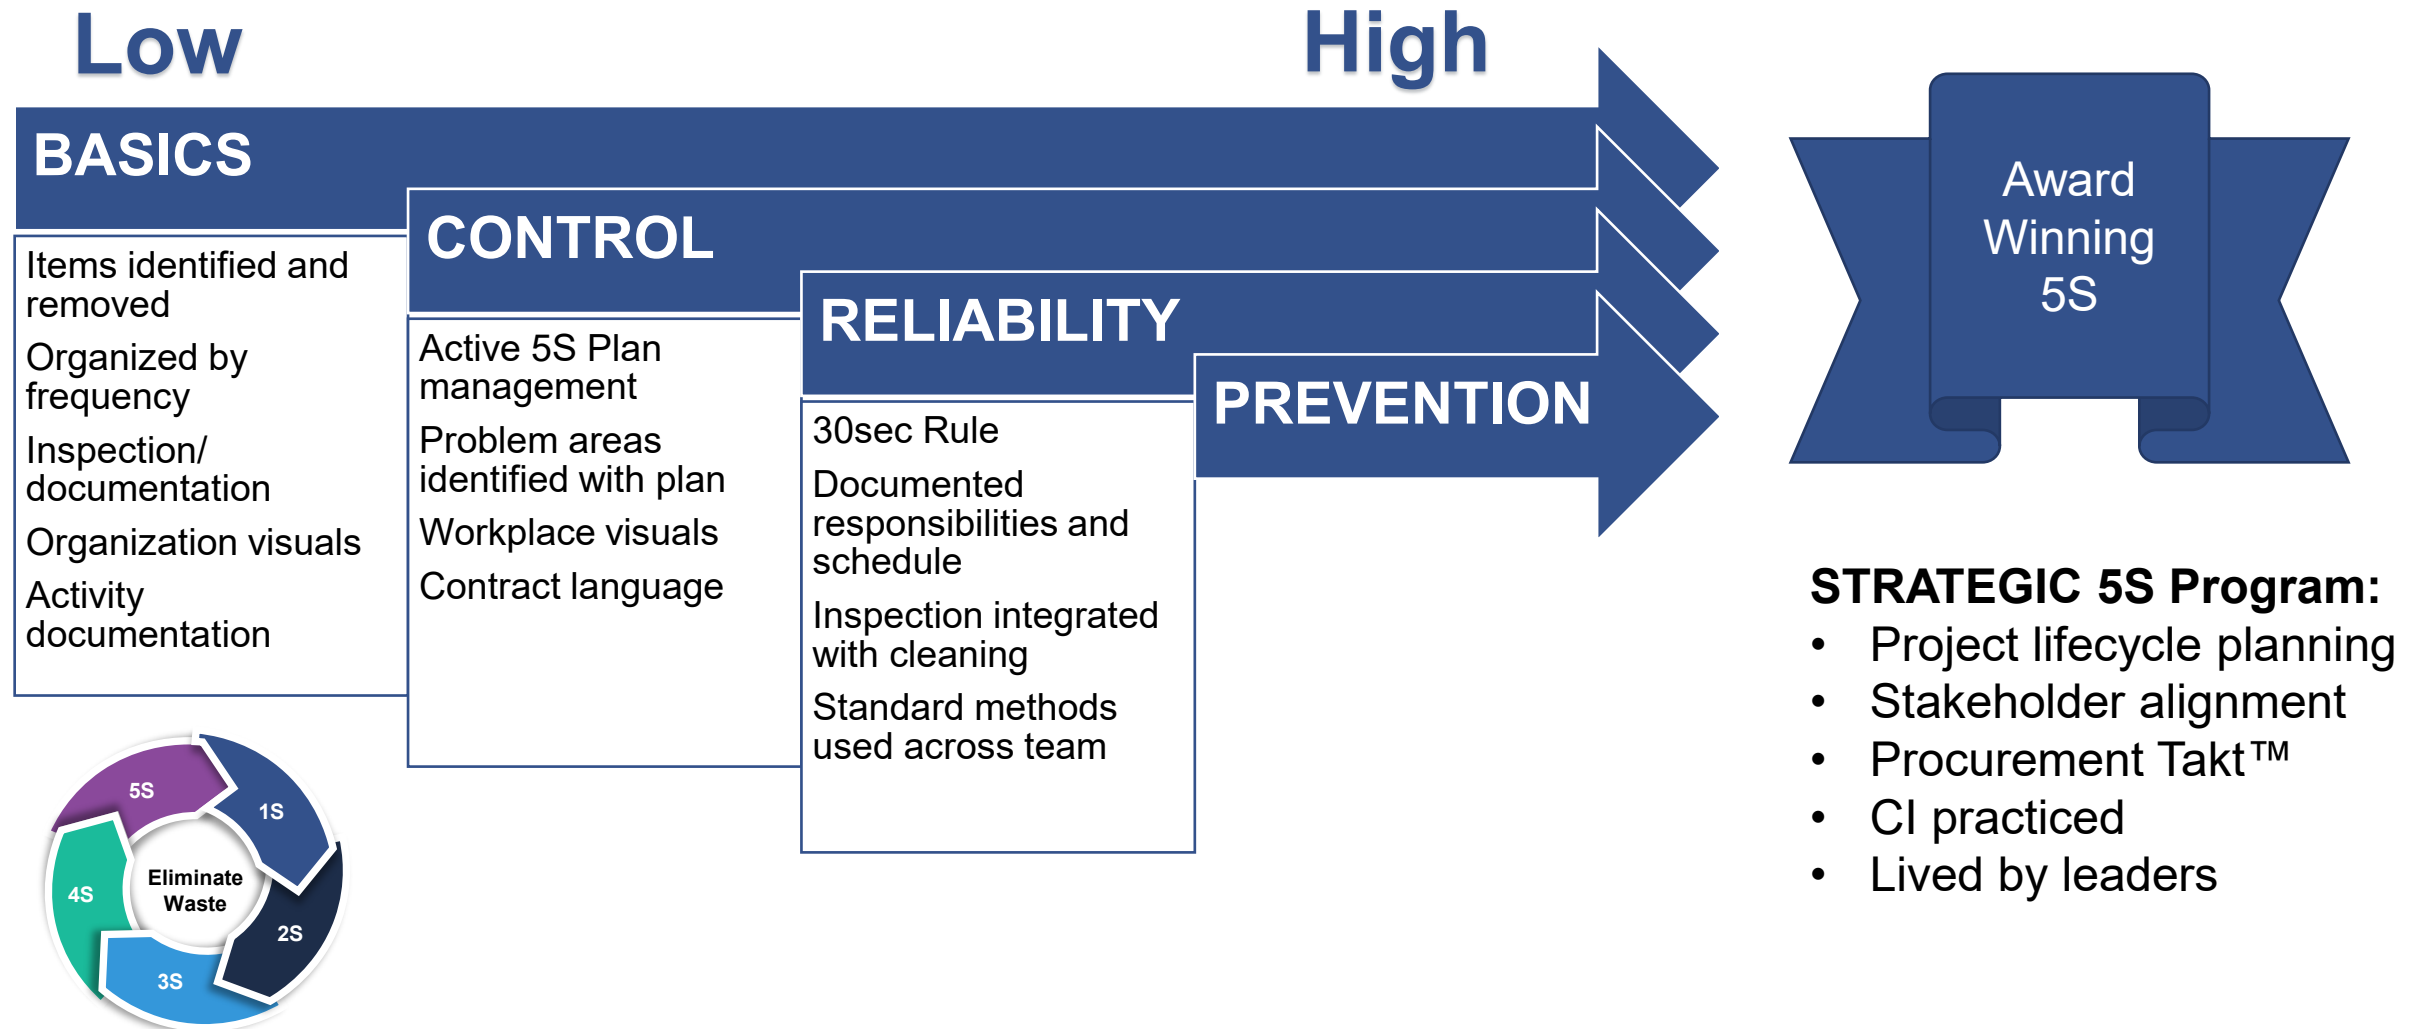 Low
High
BASICS
Items identified and
removed
Organized by
frequency
Inspection/
documentation
Organization visuals
Activity
documentation
CONTROL
Active 5S Plan
management
Problem areas
identified with plan
Workplace visuals
Contract language
RELIABILITY
30sec Rule
Documented
responsibilities and
schedule
Inspection integrated
with cleaning
Standard methods
used across team
PREVENTION
Award
Winning
5S
STRATEGIC 5S Program:
• Project lifecycle planning
• Stakeholder alignment
• Procurement Takt™
• CI practiced
• Lived by leaders
1S
2S
3S
4S
5S
Eliminate
Waste